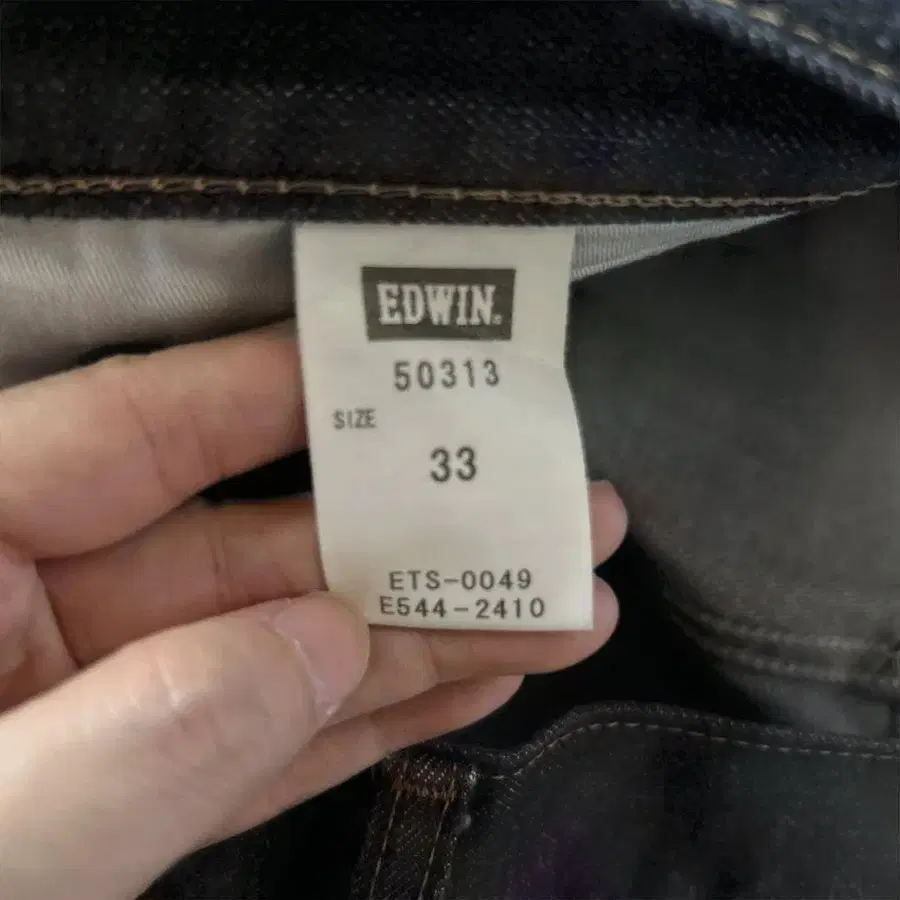 EDWIN.
50313
SIZE
33
ETS-0049
E544-2410